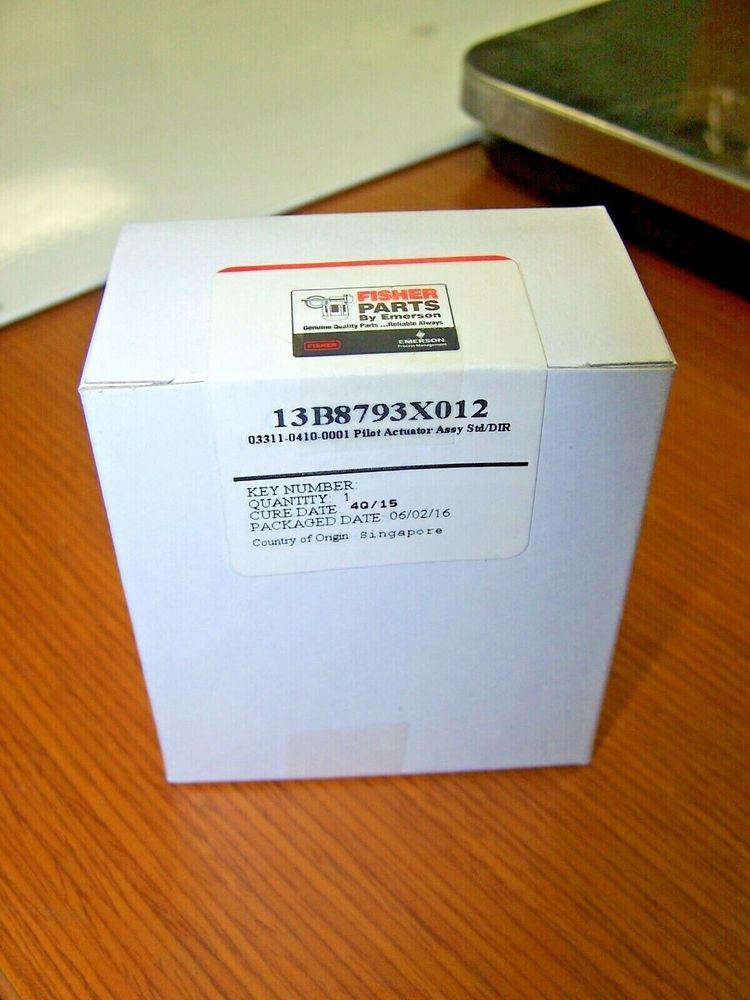 FISHER
PARTS
By Emerson
Genuine Quality Parts ...Reliable Always
FISHER
EMERSON
Process Management
13B8793X012
03311-0410-0001 Pilot Actuator Assy Std/DIR
KEY NUMBER:
QUANTITY: 1
CURE DATE: 4Q/15
PACKAGED DATE: 06/02/16
Country of Origin Singapore